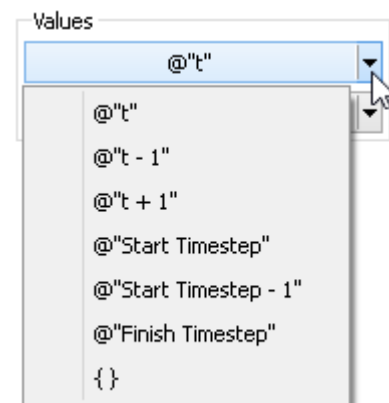 Values
@"t"
@"t"
@"t - 1"
@"t + 1"
@"Start Timestep"
@"Start Timestep - 1"
@"Finish Timestep"
{ }